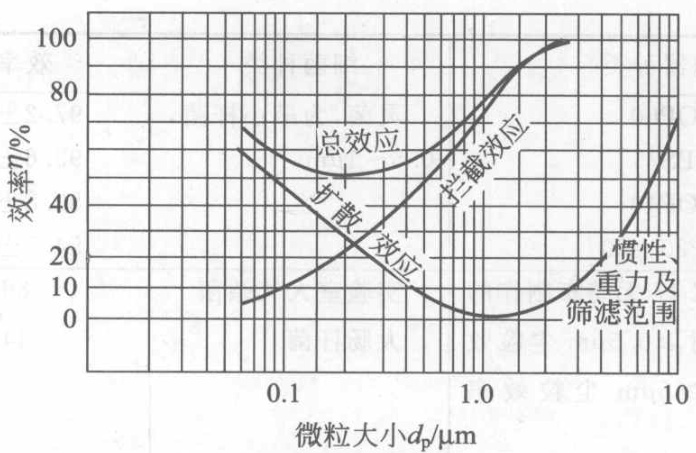 100
80
60
40
20
10
0
效率η/%
总效应
扩散效应
拦截效应
惯性、
重力及
筛滤范围
0.1
1.0
10
微粒大小dₚ/μm